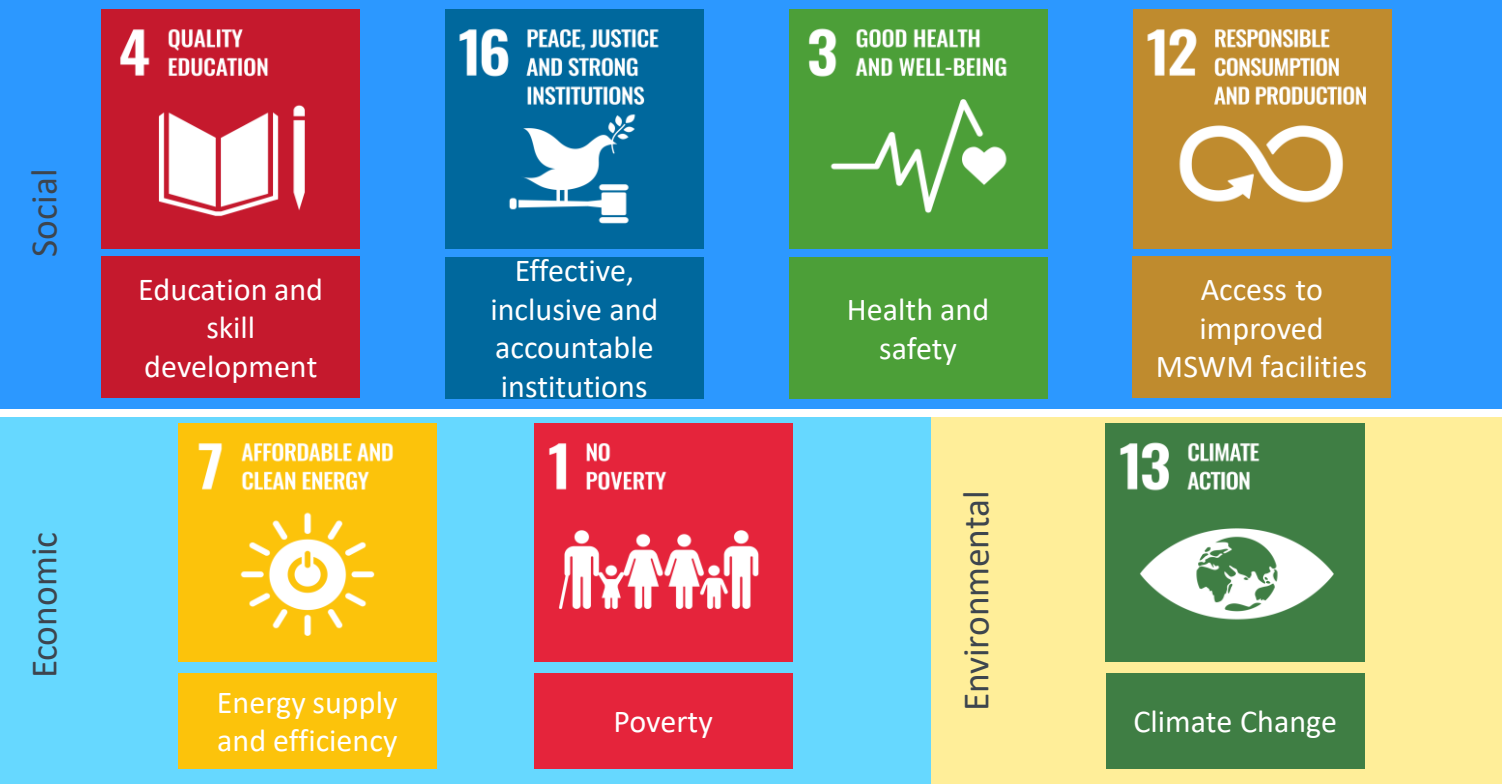 Social
4 QUALITY
EDUCATION
Education and
skill
development
16 PEACE, JUSTICE
AND STRONG
INSTITUTIONS
Effective,
inclusive and
accountable
institutions
3 GOOD HEALTH
AND WELL-BEING
Health and
safety
12 RESPONSIBLE
CONSUMPTION
AND PRODUCTION
Access to
improved
MSWM facilities
Economic
7 AFFORDABLE AND
CLEAN ENERGY
Energy supply
and efficiency
1 NO
POVERTY
Poverty
Environmental
13 CLIMATE
ACTION
Climate Change